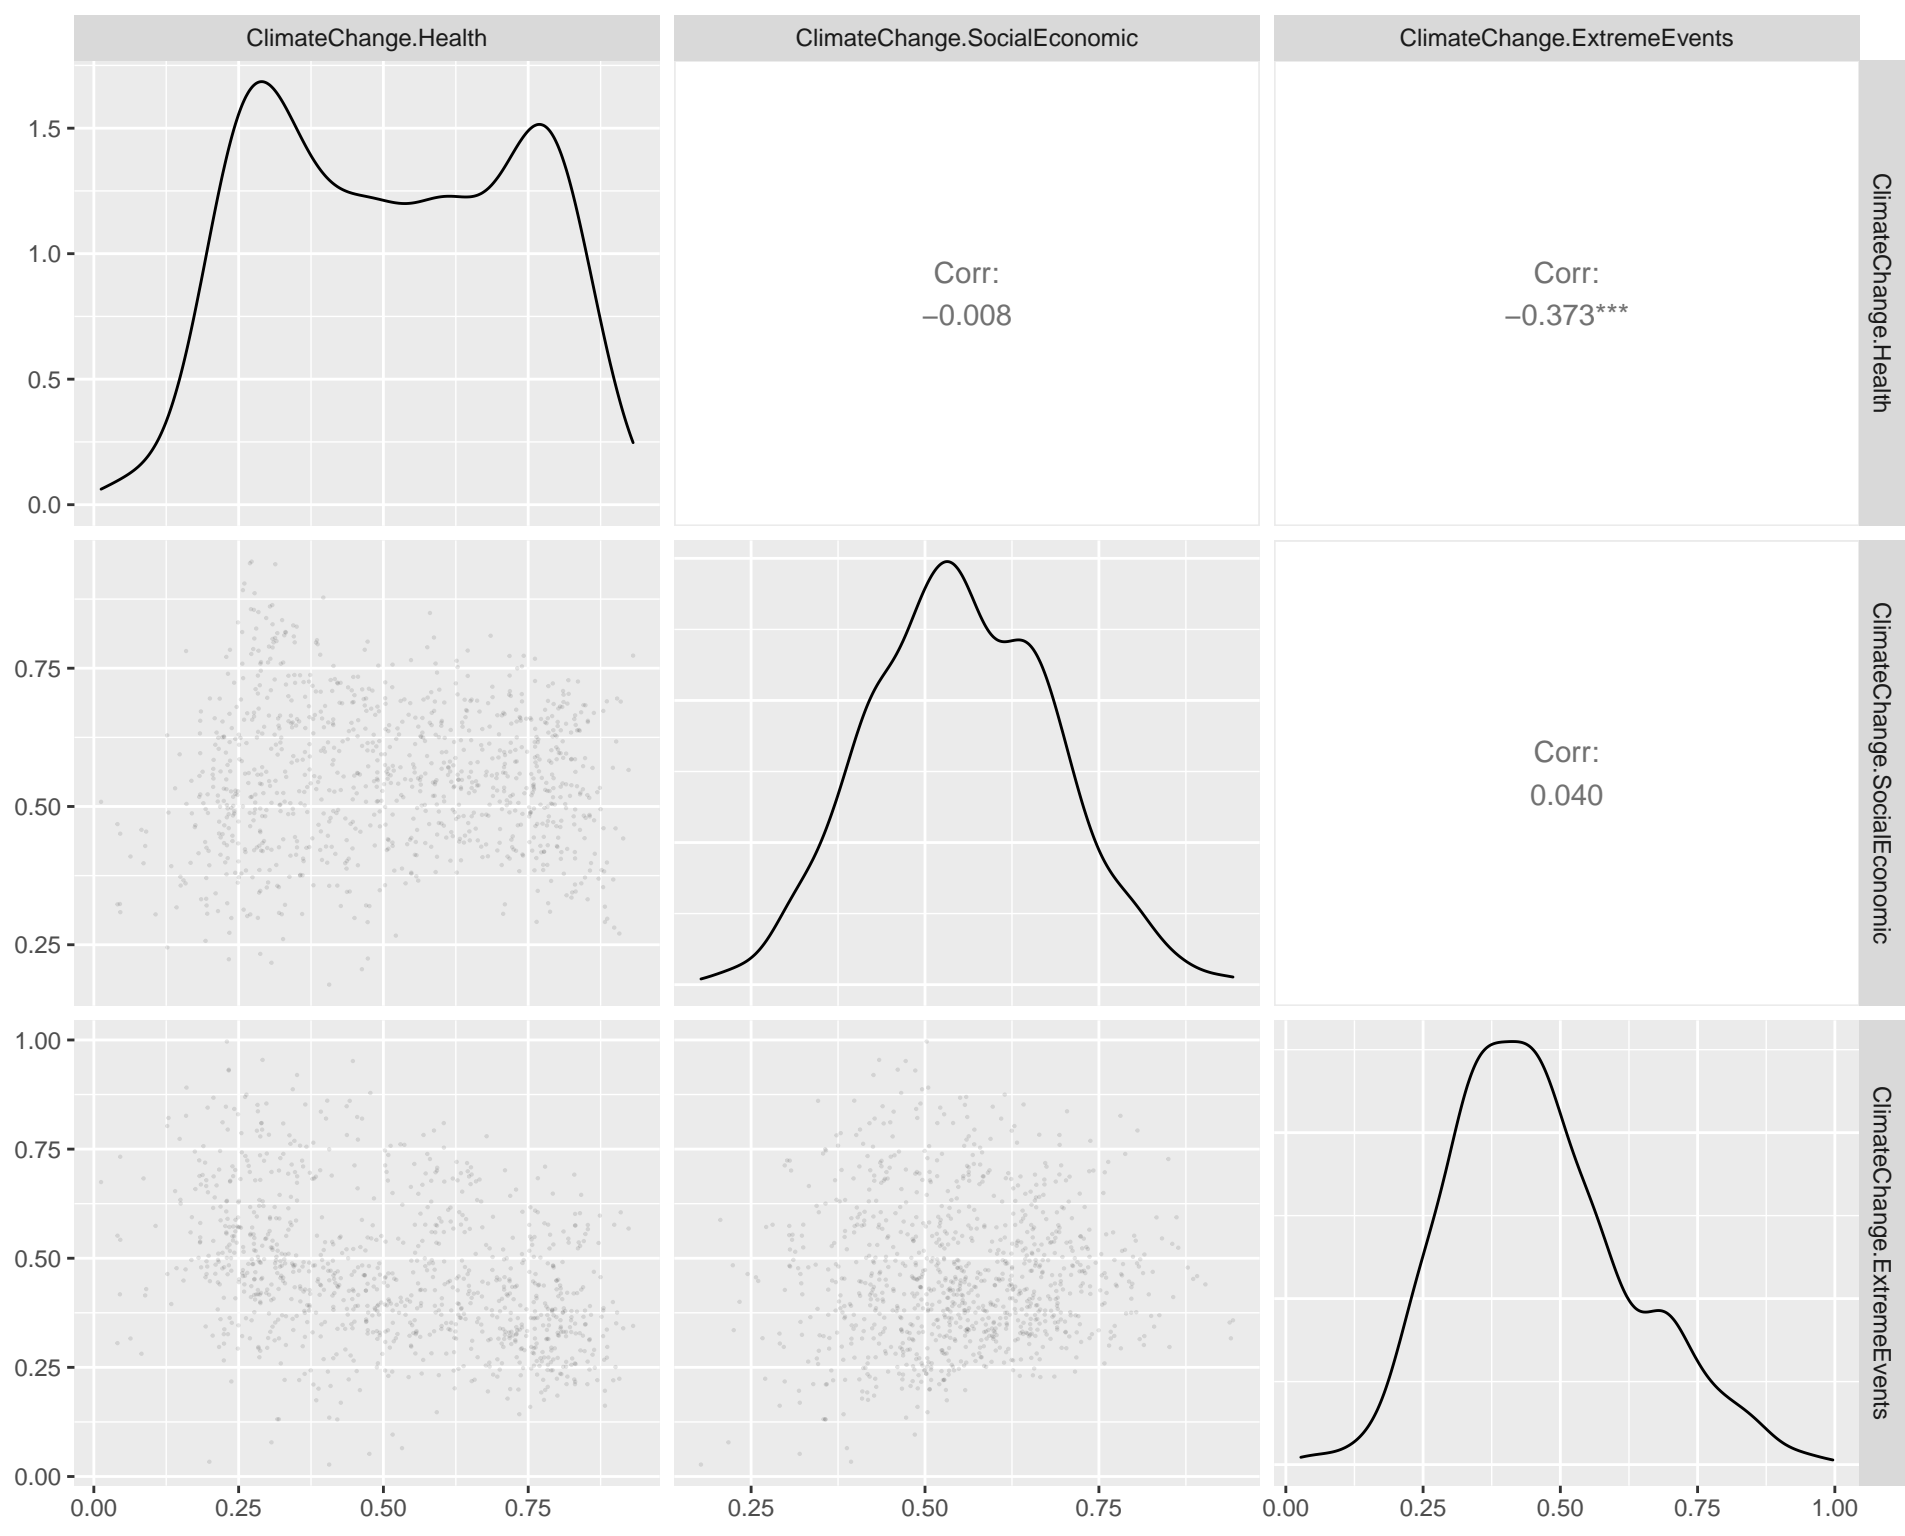 ClimateChange.Health
ClimateChange.SocialEconomic
ClimateChange.ExtremeEvents
1.5
1.0
0.5
0.0
Corr:
−0.008
Corr:
−0.373***
ClimateChange.Health
0.75
0.50
0.25
Corr:
0.040
ClimateChange.SocialEconomic
1.00
0.75
0.50
0.25
0.00
ClimateChange.ExtremeEvents
0.00 0.25 0.50 0.75
0.25 0.50 0.75
0.00 0.25 0.50 0.75 1.00